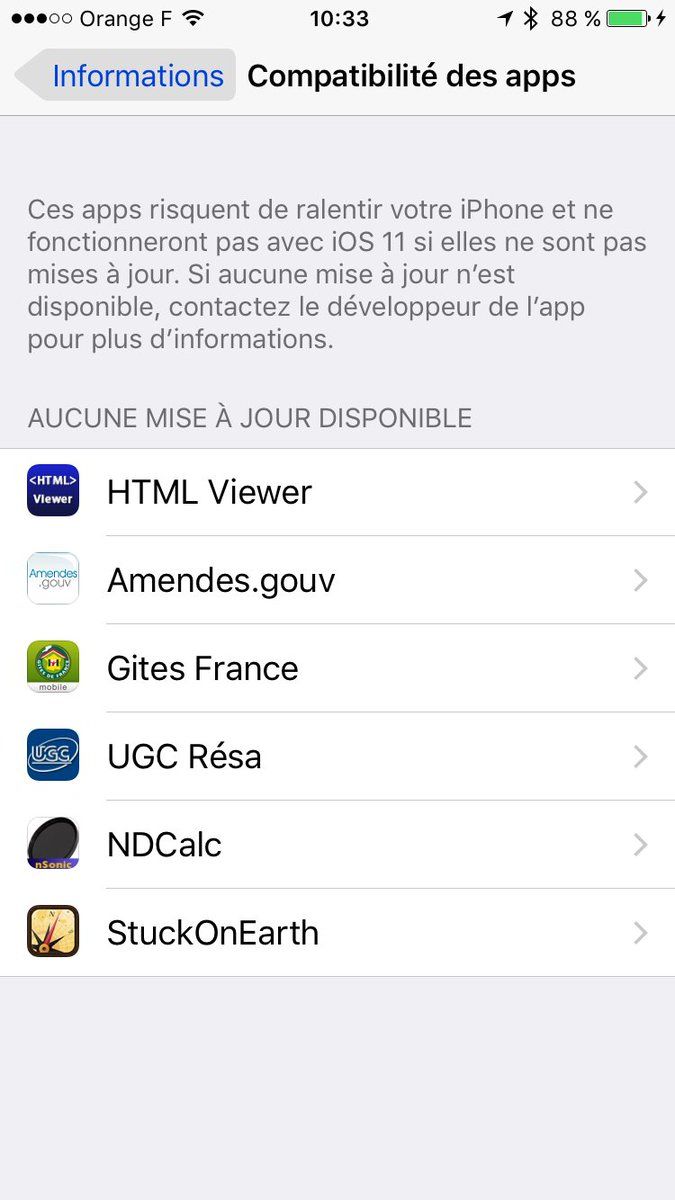 Orange F 10:33 88 %
Informations Compatibilité des apps
Ces apps risquent de ralentir votre iPhone et ne
fonctionneront pas avec iOS 11 si elles ne sont pas
mises à jour. Si aucune mise à jour n’est
disponible, contactez le développeur de l’app
pour plus d’informations.
AUCUNE MISE À JOUR DISPONIBLE
<HTML>
Viewer
HTML Viewer
Amendes
.gouv
Amendes.gouv
GITES DE FRANCE
mobile
Gites France
UGC
UGC Résa
nSonic
NDCalc
N
StuckOnEarth